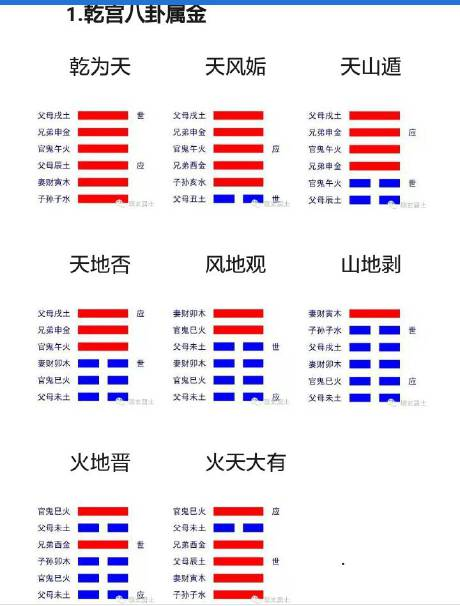 1.乾宫八卦属金
乾为天 天风姤 天山遁
父母戌土 世 父母戌土 父母戌土
兄弟申金 兄弟申金 兄弟申金 应
官鬼午火 官鬼午火 应 官鬼午火
父母辰土 应 兄弟酉金 兄弟申金
妻财寅木 子孙亥水 官鬼午火 世
子孙子水 父母丑土 世 父母辰土
天地否 风地观 山地剥
父母戌土 应 妻财卯木 妻财寅木
兄弟申金 官鬼巳火 子孙子水 世
官鬼午火 父母未土 世 父母戌土
妻财卯木 世 妻财卯木 妻财卯木
官鬼巳火 官鬼巳火 官鬼巳火 应
父母未土 父母未土 应 父母未土
火地晋 火天大有
官鬼巳火 官鬼巳火 应
父母未土 父母未土
兄弟酉金 世 兄弟酉金
子孙卯木 父母辰土 世
官鬼巳火 妻财寅木
父母未土 应 子孙子水